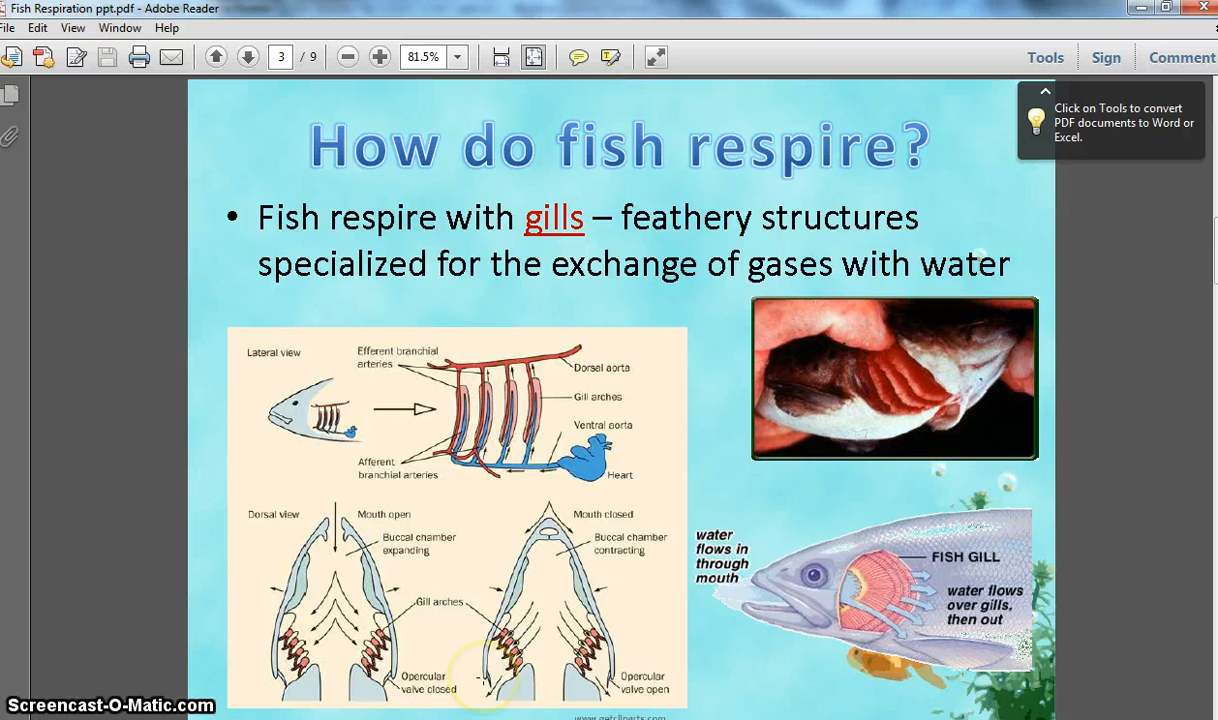 Fish Respiration ppt.pdf - Adobe Reader
File Edit View Window Help
3 / 9 81.5% Tools Sign Comment
Click on Tools to convert
PDF documents to Word or
Excel.
How do fish respire?
• Fish respire with gills – feathery structures
specialized for the exchange of gases with water
Lateral view
Efferent branchial
arteries
Dorsal aorta
Gill arches
Ventral aorta
Afferent
branchial arteries
Heart
Dorsal view
Mouth open
Buccal chamber
expanding
Mouth closed
Buccal chamber
contracting
Gill arches
Opercular
valve closed
Opercular
valve open
water
flows in
through
mouth
FISH GILL
water flows
over gills,
then out
www.getcliparts.com
Screencast-O-Matic.com